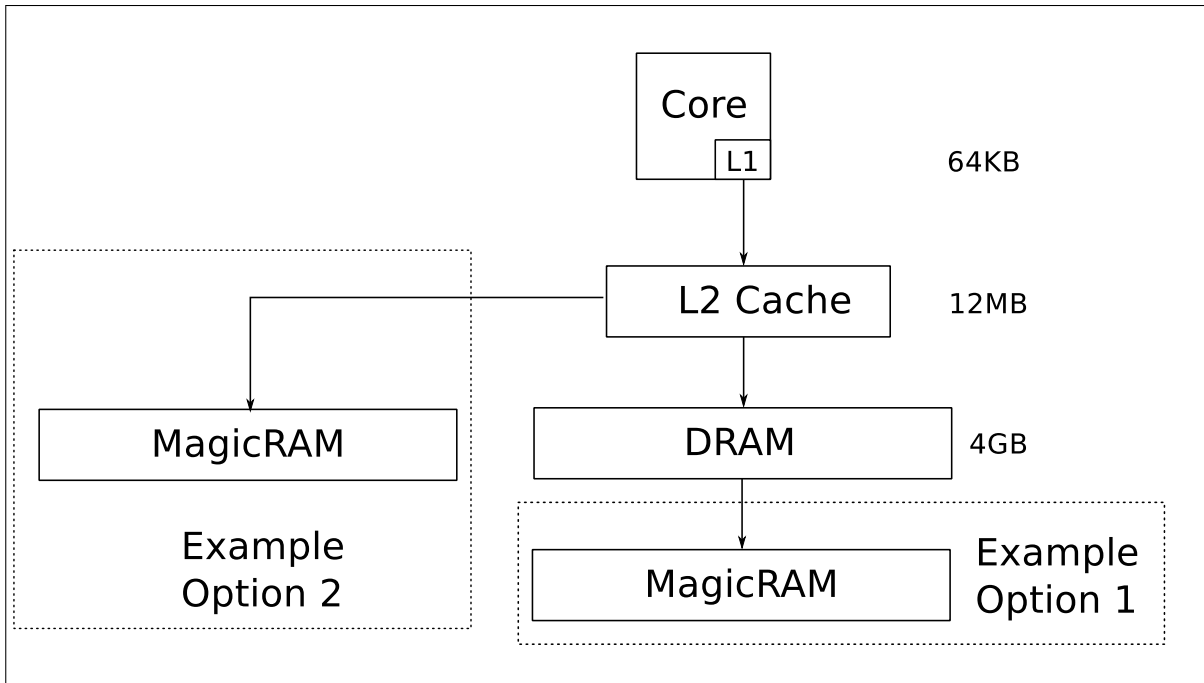 Core
L1
64KB
L2 Cache
12MB
MagicRAM
DRAM
4GB
Example
Option 2
MagicRAM
Example
Option 1